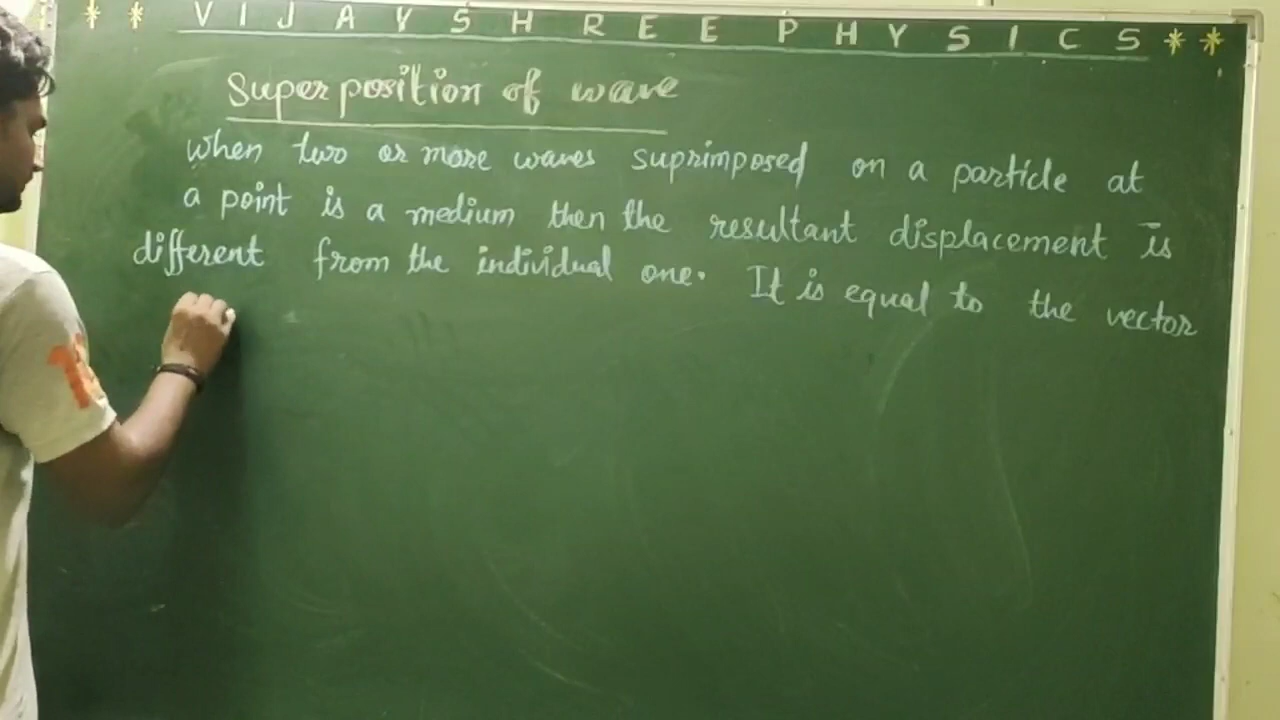 * * VIJAYSHREE PHYSICS * *
Superposition of wave
when two or more waves suprimposed on a particle at
a point is a medium then the resultant displacement is
different from the individual one. It is equal to the vector